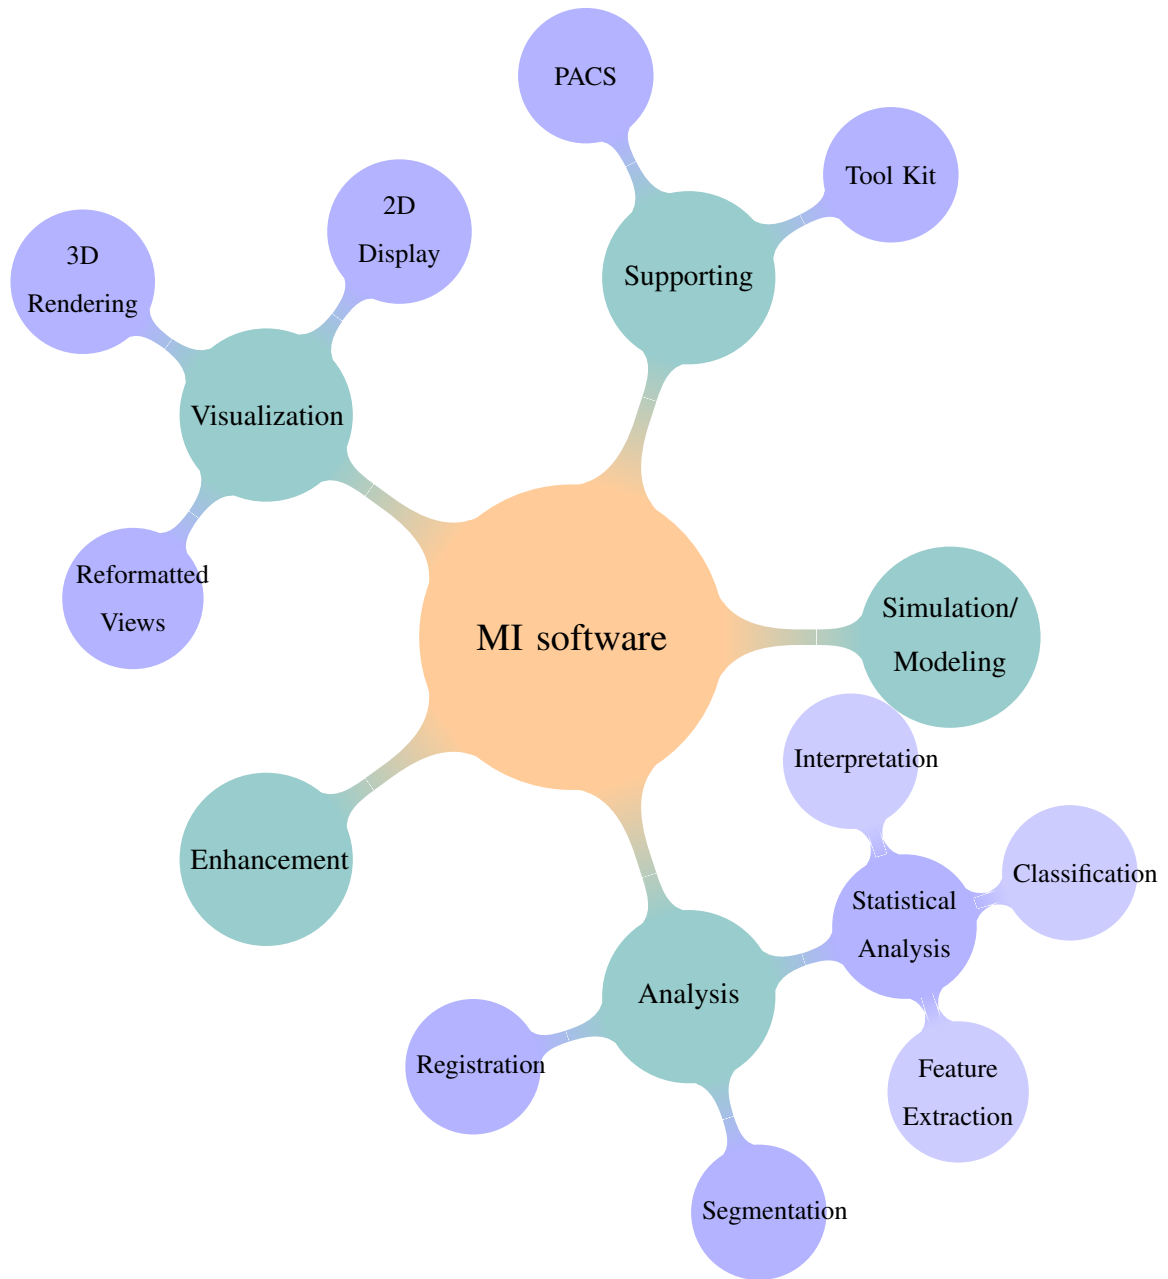 PACS
Tool Kit
2D
Display
3D
Rendering
Supporting
Visualization
Reformatted
Views
MI software
Simulation/
Modeling
Interpretation
Enhancement
Classification
Statistical
Analysis
Analysis
Registration
Feature
Extraction
Segmentation